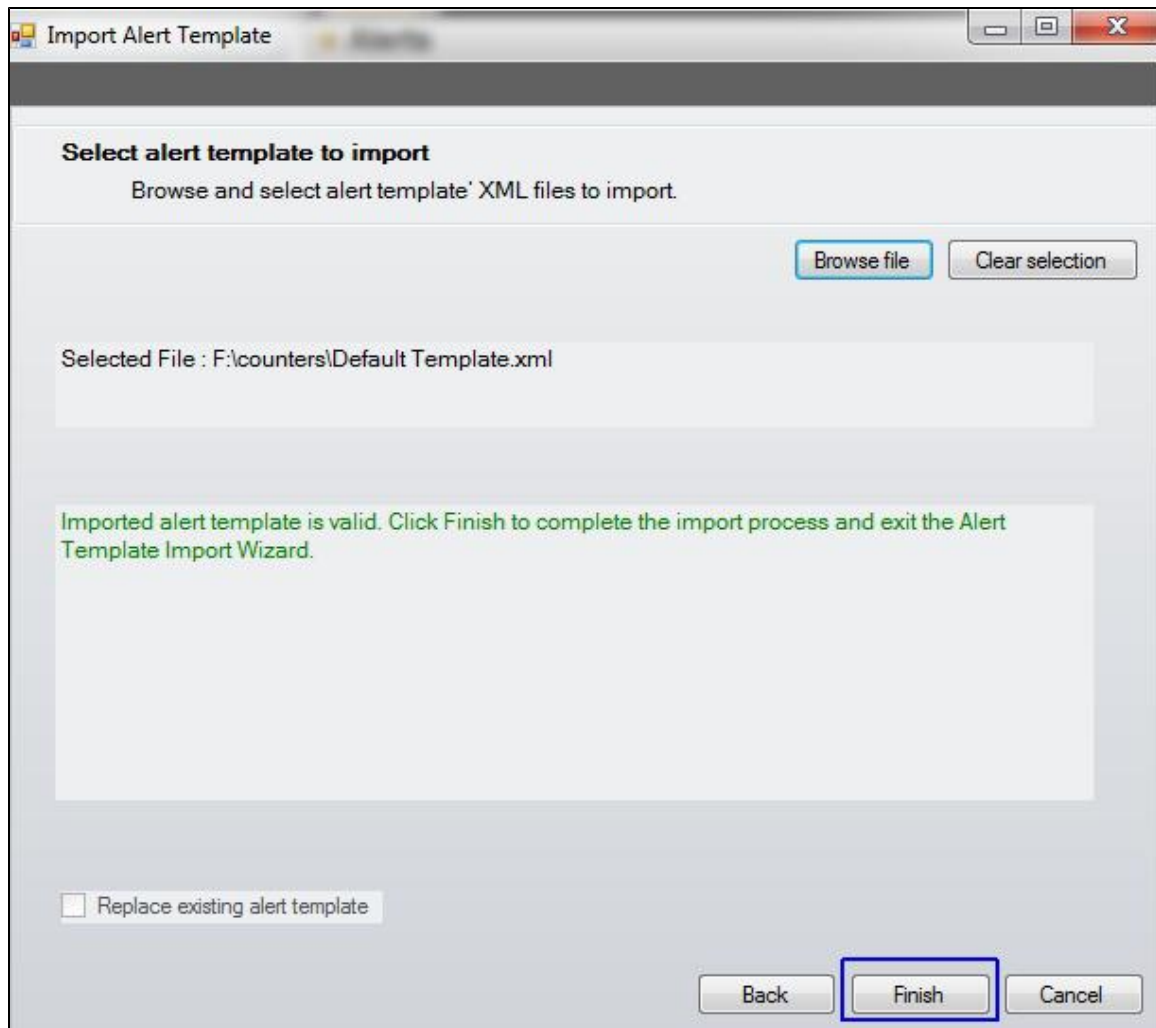 Import Alert Template
Alerts
Select alert template to import
Browse and select alert template' XML files to import.
Browse file
Clear selection
Selected File : F:\counters\Default Template.xml
Imported alert template is valid. Click Finish to complete the import process and exit the Alert
Template Import Wizard.
Replace existing alert template
Back
Finish
Cancel